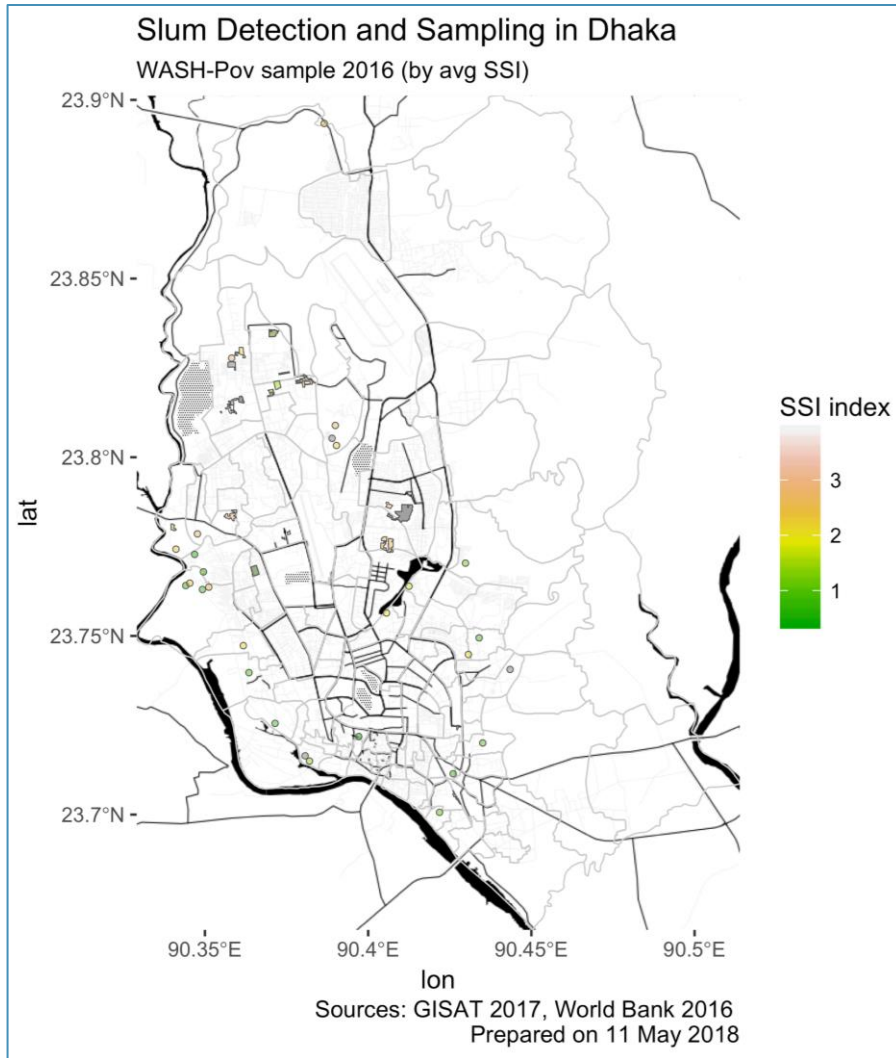 Slum Detection and Sampling in Dhaka
WASH-Pov sample 2016 (by avg SSI)
23.9°N
23.85°N
23.8°N
23.75°N
23.7°N
lat
90.35°E 90.4°E 90.45°E 90.5°E
lon
SSI index
3
2
1
Sources: GISAT 2017, World Bank 2016
Prepared on 11 May 2018